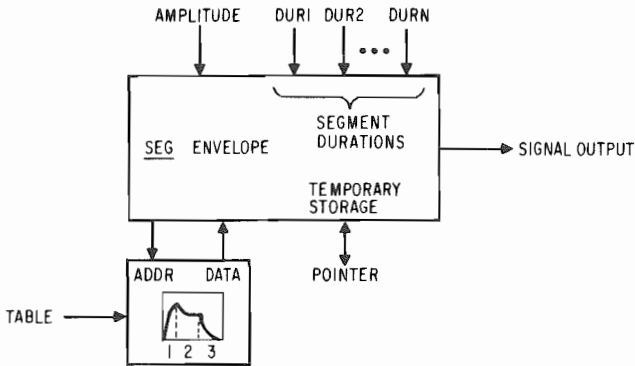 AMPLITUDE DUR1 DUR2 ••• DURN
SEG ENVELOPE
SEGMENT
DURATIONS
SIGNAL OUTPUT
TEMPORARY
STORAGE
ADDR DATA
POINTER
TABLE
1 2 3